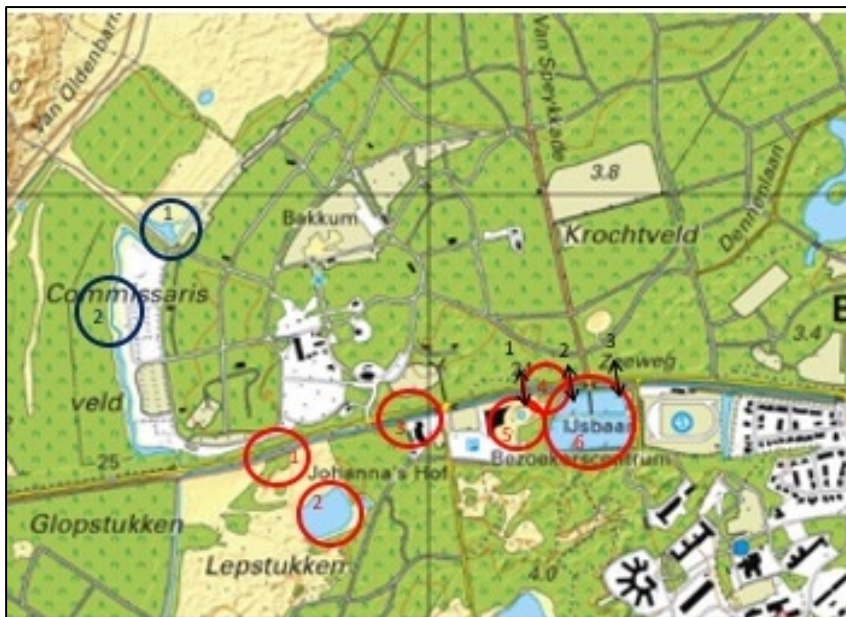 Van Oldenbarn
Van Speykkade
3.8
1
Bakkum
Krochtveld
Dennenlaan
Commissaris
2
1
2
3
Zeeweg
3.4
B
24
4
veld
3
5
IJsbaan
6
Bezoekerscentrum
25
1
Johanna's Hof
2
Glopstukken
Lepstukken
4.0